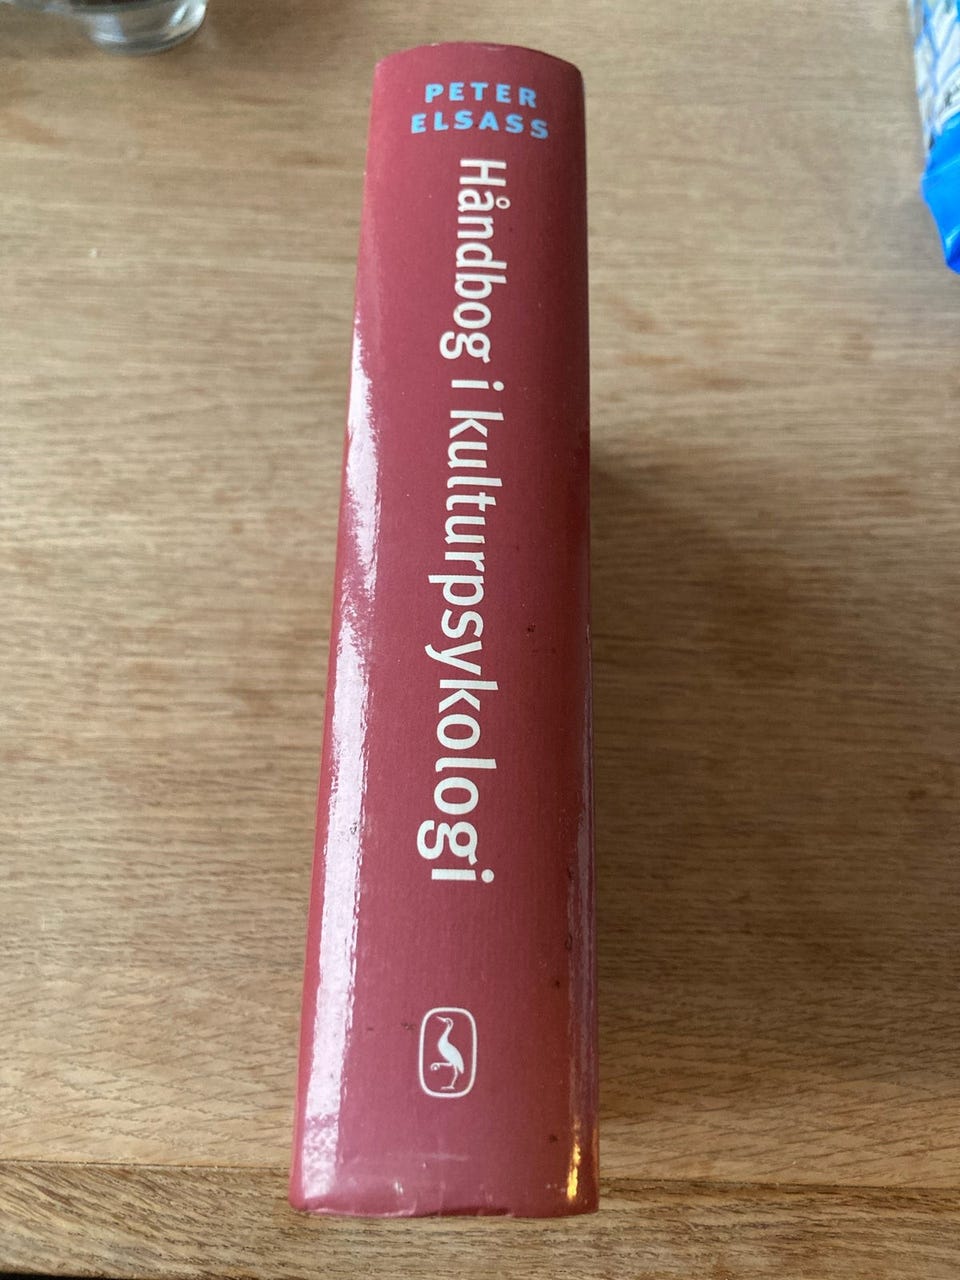 PETER
ELSASS
Håndbog i kulturpsykologi